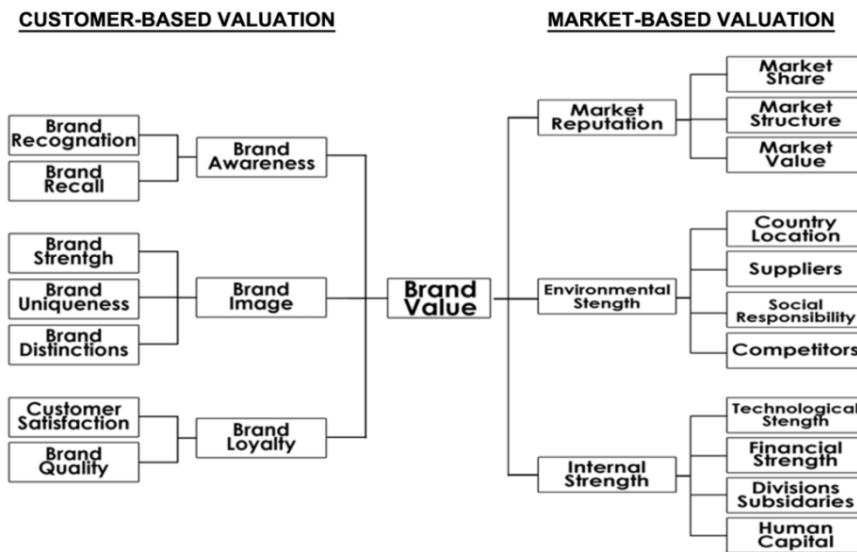 CUSTOMER-BASED VALUATION
Brand
Recognation
Brand
Recall
Brand
Awareness
Brand
Strentgh
Brand
Uniqueness
Brand
Distinctions
Brand
Image
Customer
Satisfaction
Brand
Quality
Brand
Loyalty
Brand
Value
MARKET-BASED VALUATION
Market
Reputation
Market
Share
Market
Structure
Market
Value
Environmental
Stength
Country
Location
Suppliers
Social
Responsibility
Competitors
Internal
Strength
Technological
Stength
Financial
Strength
Divisions
Subsidaries
Human
Capital